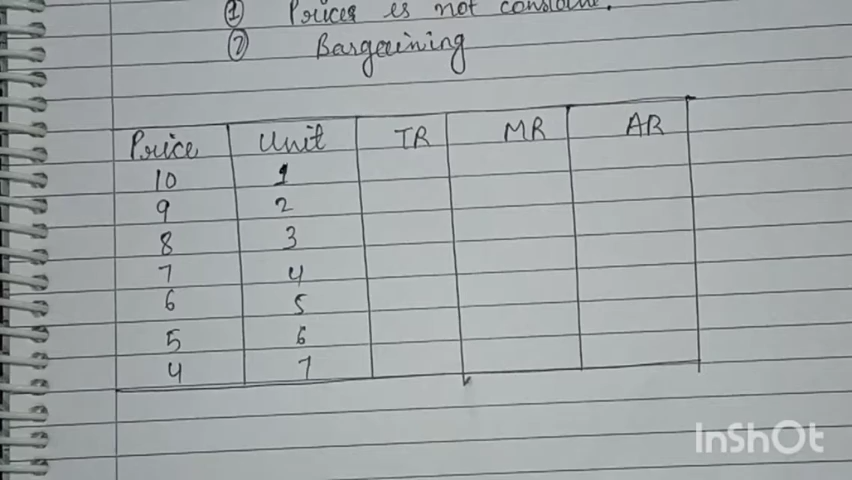 ① Prices is not constant.
② Bargaining
Price Unit TR MR AR
10 1
9 2
8 3
7 4
6 5
5 6
4 7
InShOt